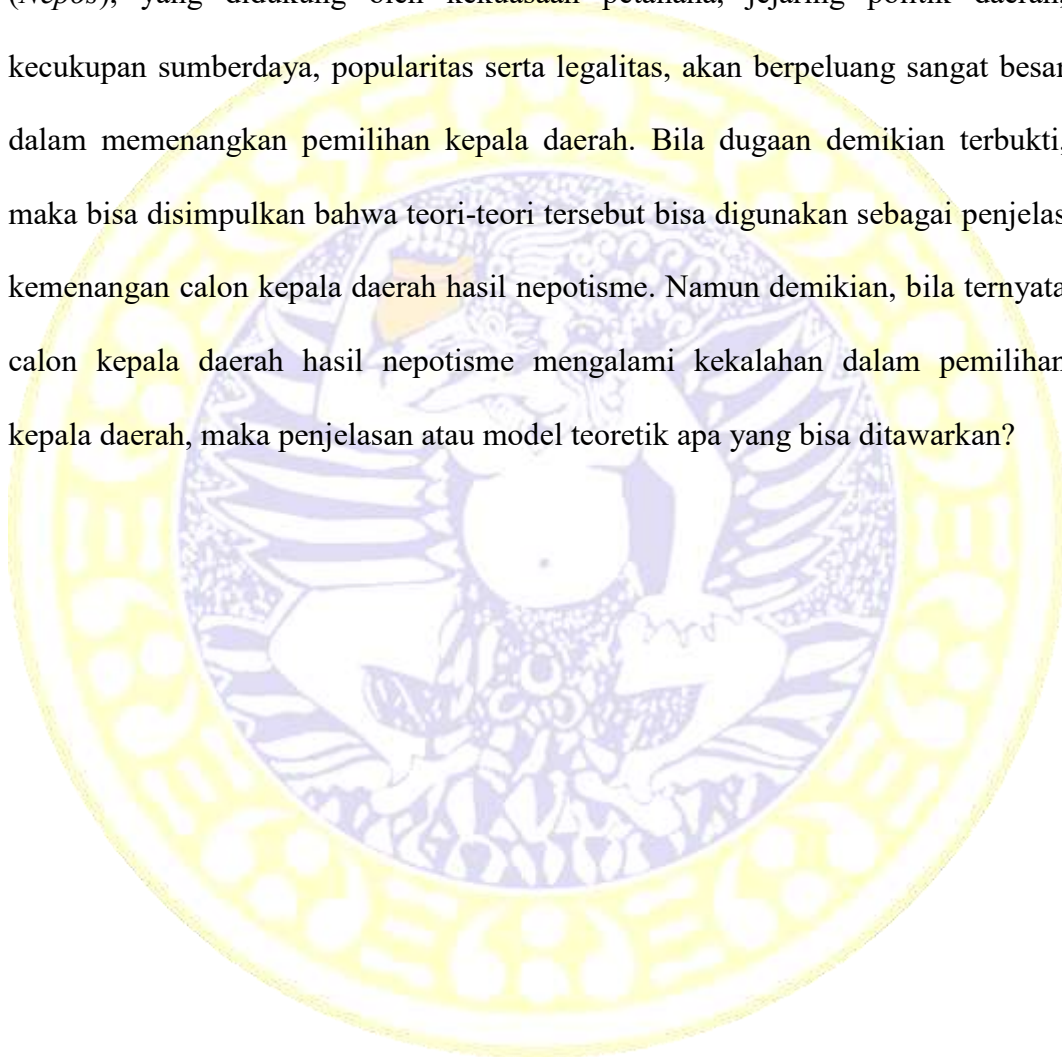 (Nepos), yang didukung oleh kekuasaan petahana, jejaring politik daerah,
kecukupan sumberdaya, popularitas serta legalitas, akan berpeluang sangat besar
dalam memenangkan pemilihan kepala daerah. Bila dugaan demikian terbukti,
maka bisa disimpulkan bahwa teori-teori tersebut bisa digunakan sebagai penjelas
kemenangan calon kepala daerah hasil nepotisme. Namun demikian, bila ternyata
calon kepala daerah hasil nepotisme mengalami kekalahan dalam pemilihan
kepala daerah, maka penjelasan atau model teoretik apa yang bisa ditawarkan?